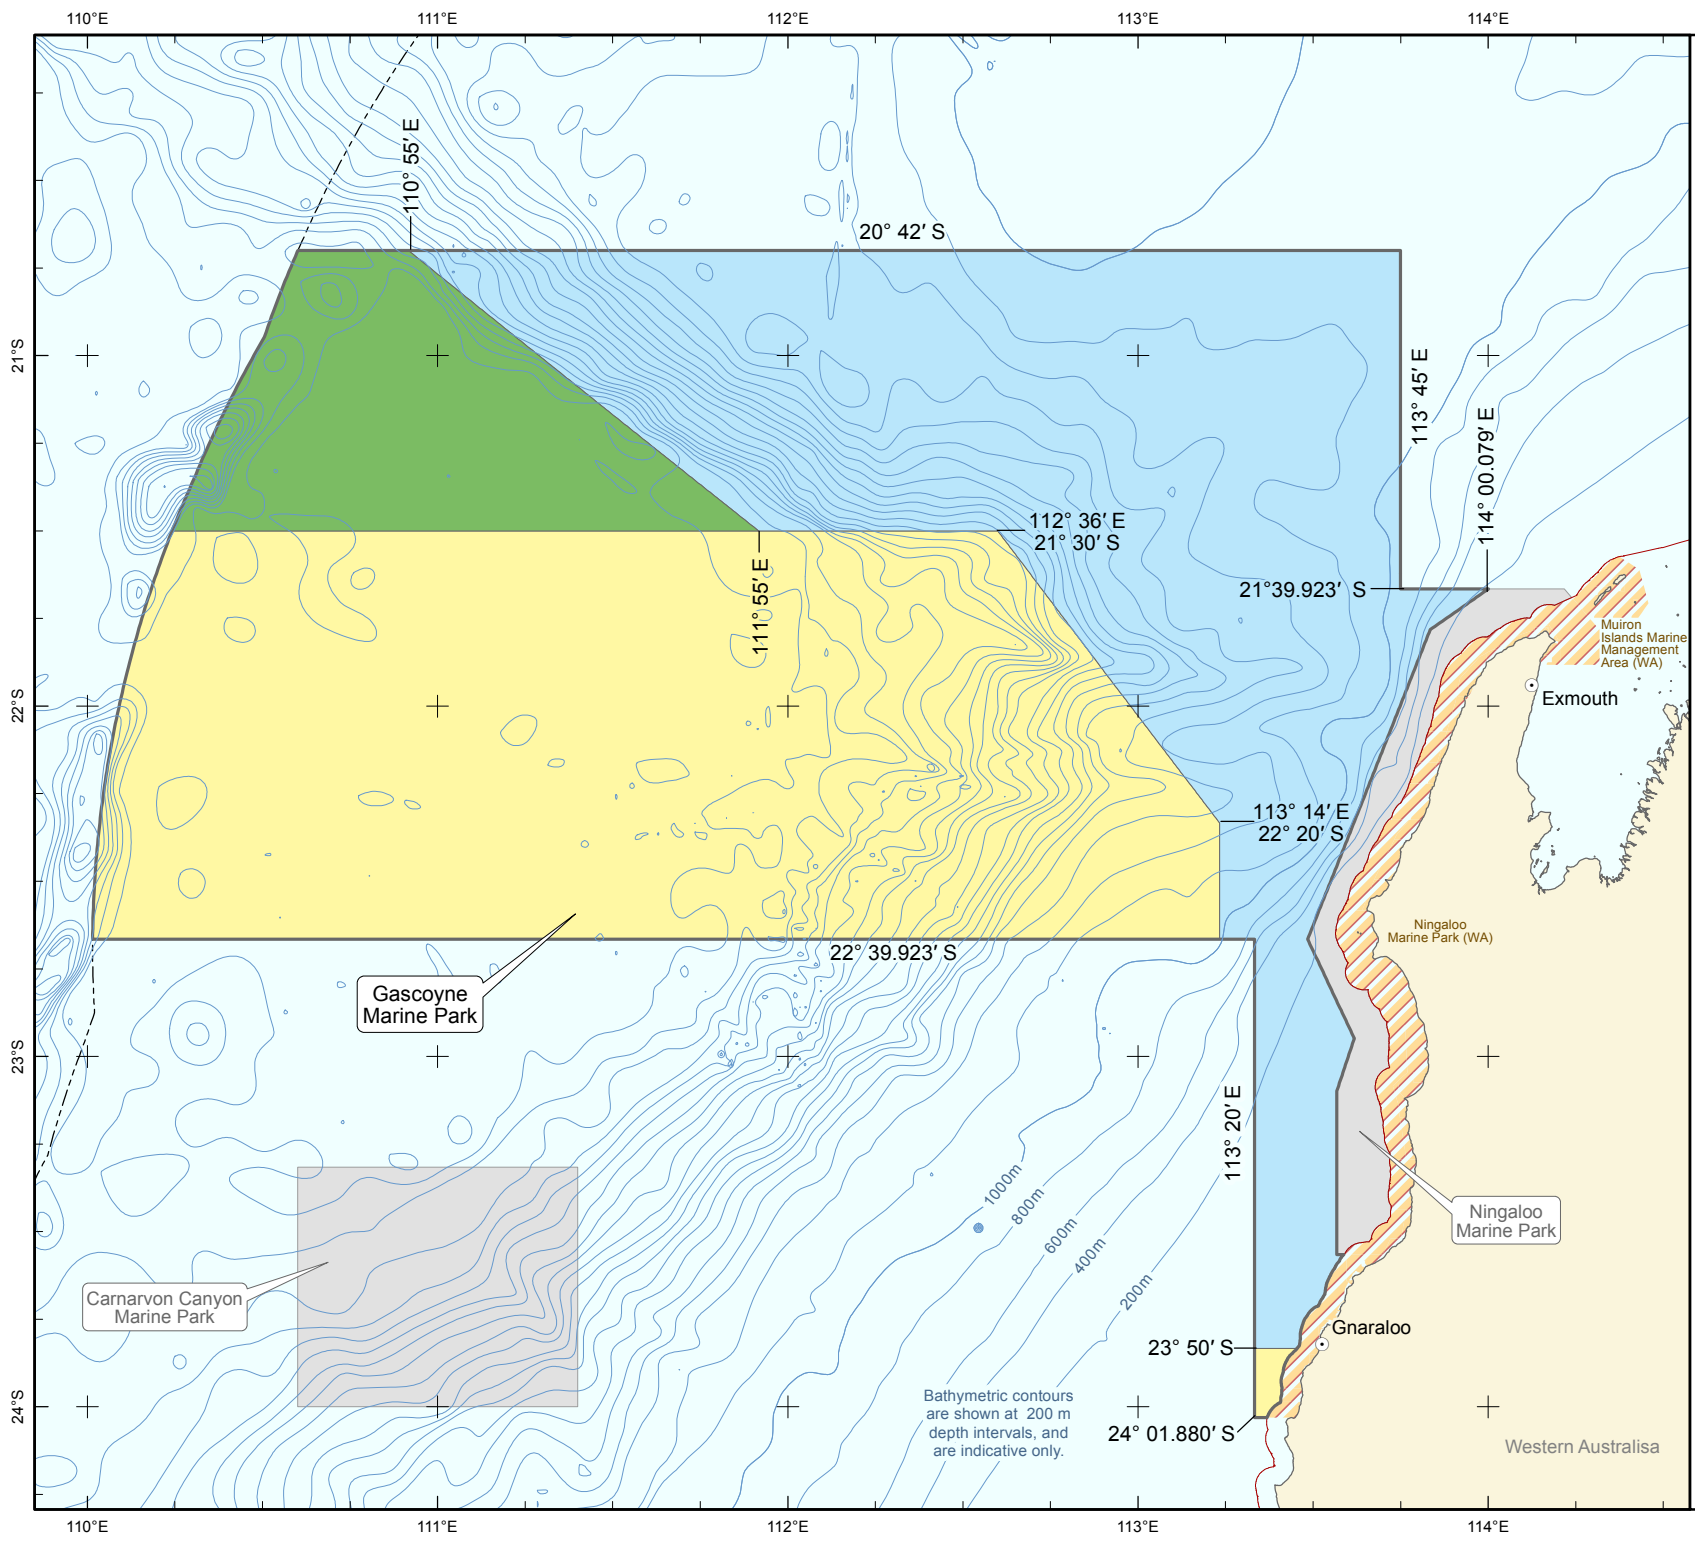 110°E
111°E
112°E
113°E
114°E
110° 55′ E
20° 42′ S
21°S
113° 45′ E
114° 00.079′ E
112° 36′ E
21° 30′ S
111° 55′ E
21°39.923′ S
Muiron
Islands Marine
Management
Area (WA)
22°S
Exmouth
113° 14′ E
22° 20′ S
Ningaloo
Marine Park (WA)
22° 39.923′ S
Gascoyne
Marine Park
23°S
113° 20′ E
1000m
800m
600m
400m
200m
Ningaloo
Marine Park
Carnarvon Canyon
Marine Park
Gnaraloo
23° 50′ S
24°S
Bathymetric contours
are shown at 200 m
depth intervals, and
are indicative only.
24° 01.880′ S
Western Australisa
110°E
111°E
112°E
113°E
114°E